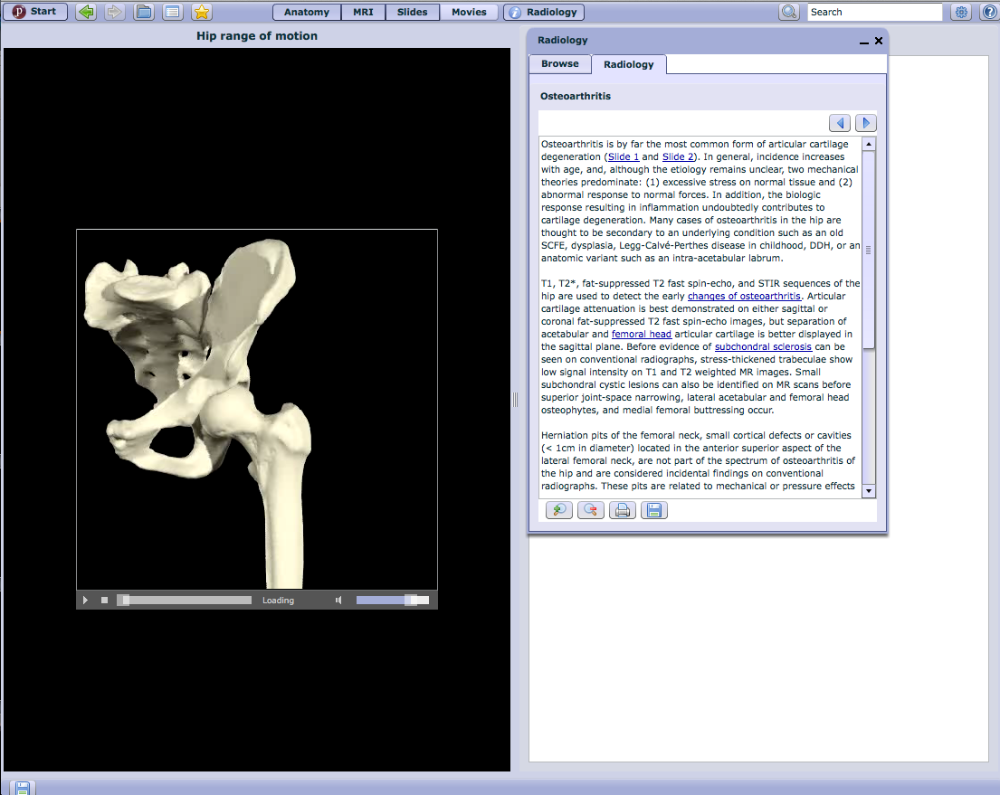 Start
Anatomy MRI Slides Movies Radiology
Search
Hip range of motion
Loading
Radiology
Browse Radiology
Osteoarthritis
Osteoarthritis is by far the most common form of articular cartilage
degeneration (Slide 1 and Slide 2). In general, incidence increases
with age, and, although the etiology remains unclear, two mechanical
theories predominate: (1) excessive stress on normal tissue and (2)
abnormal response to normal forces. In addition, the biologic
response resulting in inflammation undoubtedly contributes to
cartilage degeneration. Many cases of osteoarthritis in the hip are
thought to be secondary to an underlying condition such as an old
SCFE, dysplasia, Legg-Calvé-Perthes disease in childhood, DDH, or an
anatomic variant such as an intra-acetabular labrum.
T1, T2*, fat-suppressed T2 fast spin-echo, and STIR sequences of the
hip are used to detect the early changes of osteoarthritis. Articular
cartilage attenuation is best demonstrated on either sagittal or
coronal fat-suppressed T2 fast spin-echo images, but separation of
acetabular and femoral head articular cartilage is better displayed in
the sagittal plane. Before evidence of subchondral sclerosis can be
seen on conventional radiographs, stress-thickened trabeculae show
low signal intensity on T1 and T2 weighted MR images. Small
subchondral cystic lesions can also be identified on MR scans before
superior joint-space narrowing, lateral acetabular and femoral head
osteophytes, and medial femoral buttressing occur.
Herniation pits of the femoral neck, small cortical defects or cavities
(< 1cm in diameter) located in the anterior superior aspect of the
lateral femoral neck, are not part of the spectrum of osteoarthritis of
the hip and are considered incidental findings on conventional
radiographs. These pits are related to mechanical or pressure effects